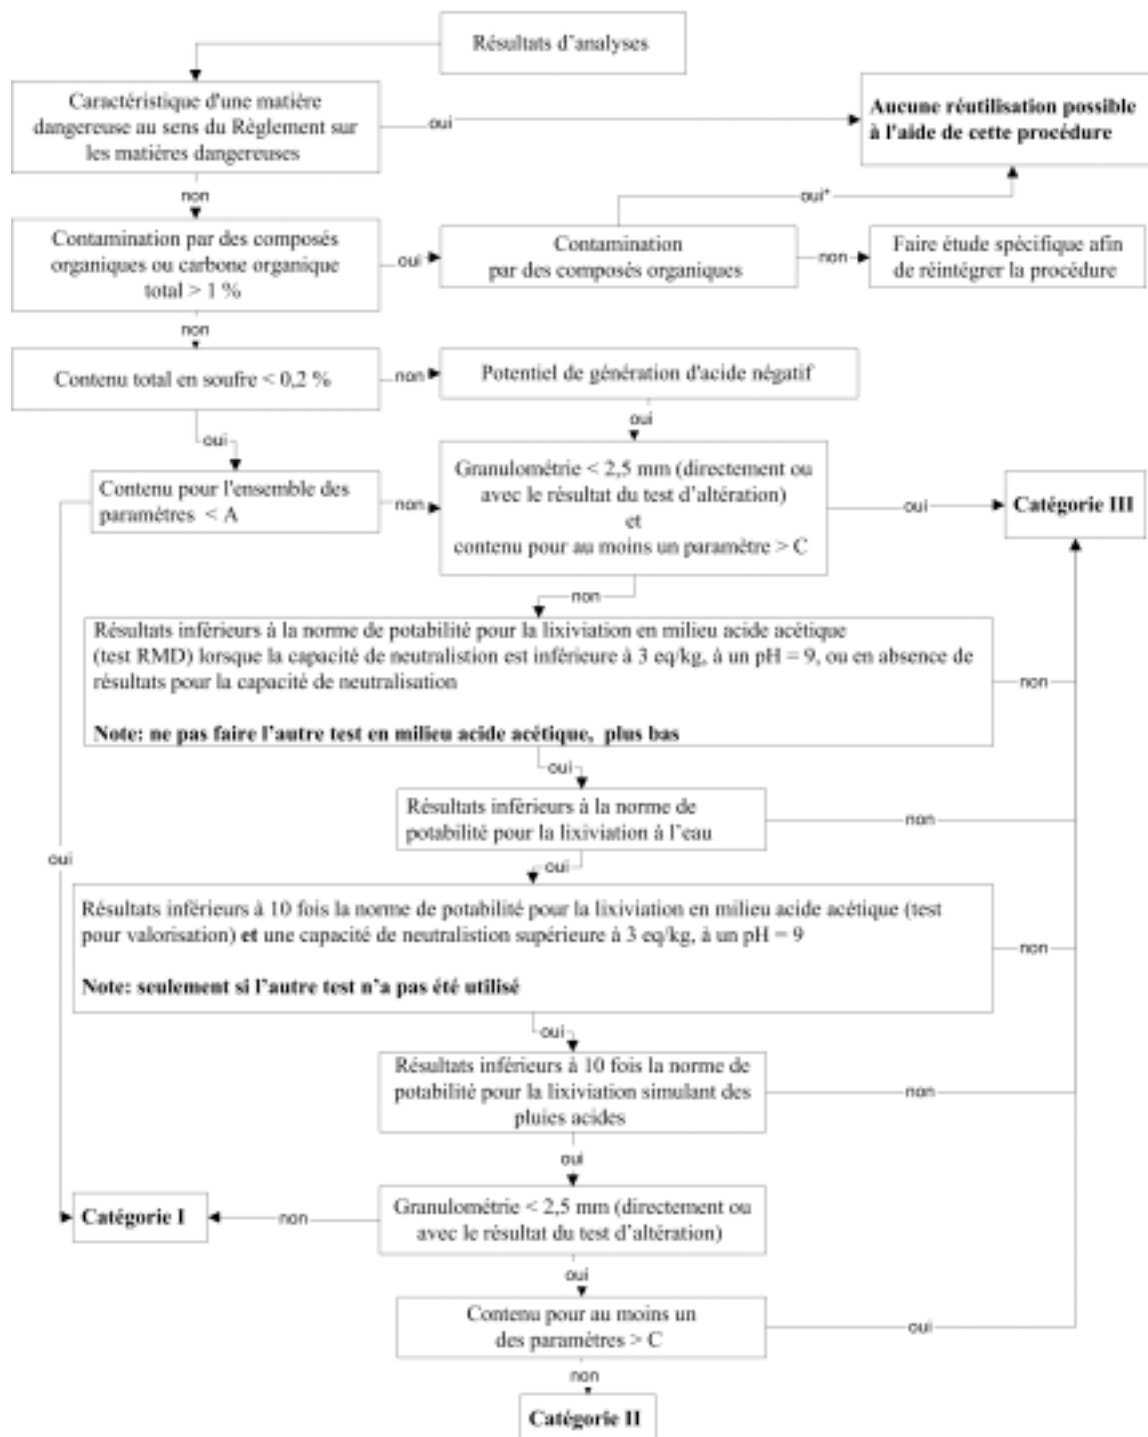 Résultats d'analyses
Caractéristique d'une matière
dangereuse au sens du Règlement sur
les matières dangereuses
oui
Aucune réutilisation possible
à l'aide de cette procédure
non
oui*
Contamination par des composés
organiques ou carbone organique
total > 1 %
oui
Contamination
par des composés organiques
non
Faire étude spécifique afin
de réintégrer la procédure
non
Contenu total en soufre < 0,2 %
non
Potentiel de génération d'acide négatif
oui
oui
Contenu pour l'ensemble des
paramètres < A
non
Granulométrie < 2,5 mm (directement ou
avec le résultat du test d'altération)
et
contenu pour au moins un paramètre > C
oui
Catégorie III
non
Résultats inférieurs à la norme de potabilité pour la lixiviation en milieu acide acétique
(test RMD) lorsque la capacité de neutralistion est inférieure à 3 eq/kg, à un pH = 9, ou en absence de
résultats pour la capacité de neutralisation
Note: ne pas faire l'autre test en milieu acide acétique, plus bas
non
oui
Résultats inférieurs à la norme de
potabilité pour la lixiviation à l'eau
non
oui
oui
Résultats inférieurs à 10 fois la norme de potabilité pour la lixiviation en milieu acide acétique (test
pour valorisation) et une capacité de neutralistion supérieure à 3 eq/kg, à un pH = 9
Note: seulement si l'autre test n'a pas été utilisé
non
oui
Résultats inférieurs à 10 fois la norme de
potabilité pour la lixiviation simulant des
pluies acides
non
oui
Granulométrie < 2,5 mm (directement ou
avec le résultat du test d'altération)
non
Catégorie I
oui
Contenu pour au moins un
des paramètres > C
oui
non
Catégorie II